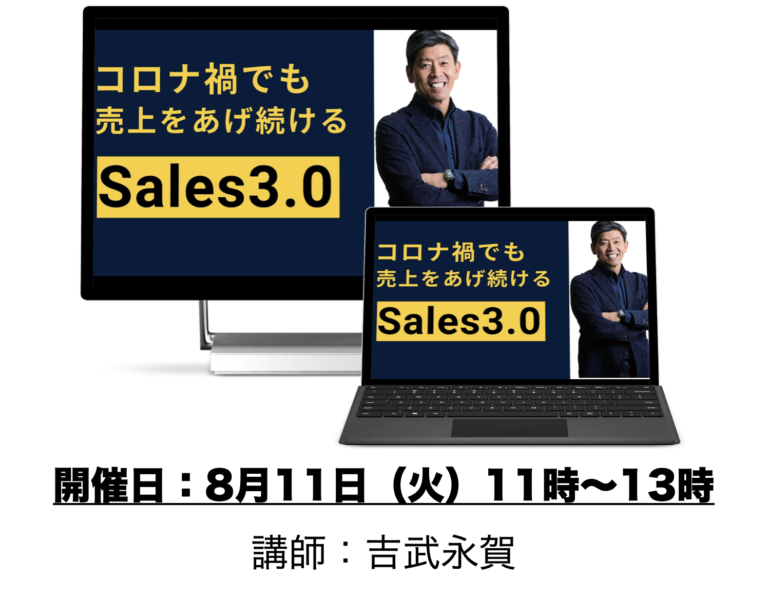 コロナ禍でも
売上をあげ続ける
Sales3.0
コロナ禍でも
売上をあげ続ける
Sales3.0
開催日：8月11日（火）11時〜13時
講師：吉武永賀